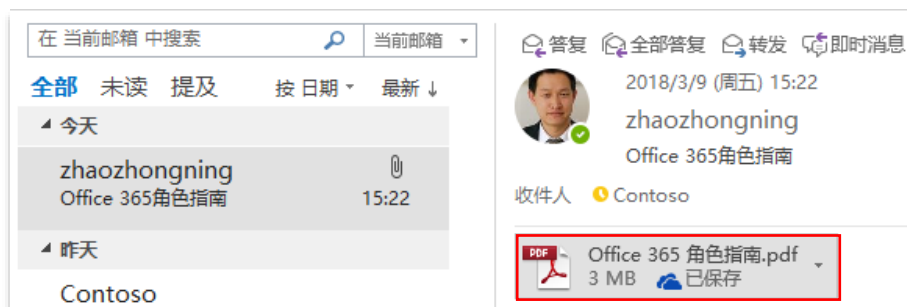 在 当前邮箱 中搜索
当前邮箱
全部 未读 提及 按 日期 最新 ↓
今天
zhaozhongning
Office 365角色指南
15:22
昨天
Contoso
答复 全部答复 转发 即时消息
2018/3/9 (周五) 15:22
zhaozhongning
Office 365角色指南
收件人 Contoso
PDF
Office 365 角色指南.pdf
3 MB 已保存